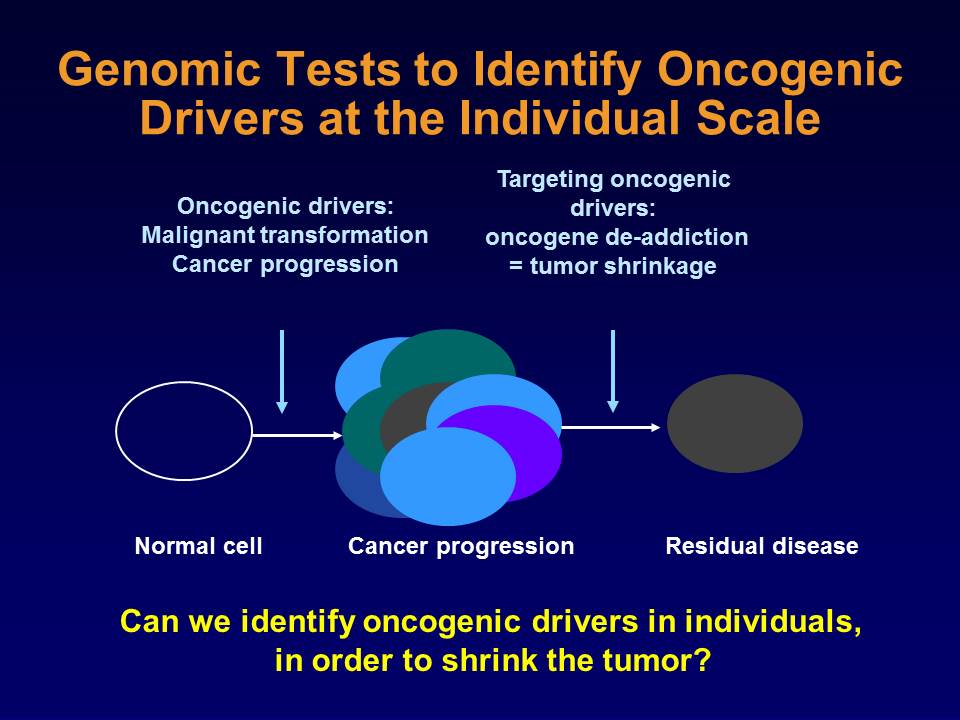 Genomic Tests to Identify Oncogenic
Drivers at the Individual Scale
Oncogenic drivers:
Malignant transformation
Cancer progression
Targeting oncogenic
drivers:
oncogene de-addiction
= tumor shrinkage
Normal cell
Cancer progression
Residual disease
Can we identify oncogenic drivers in individuals,
in order to shrink the tumor?